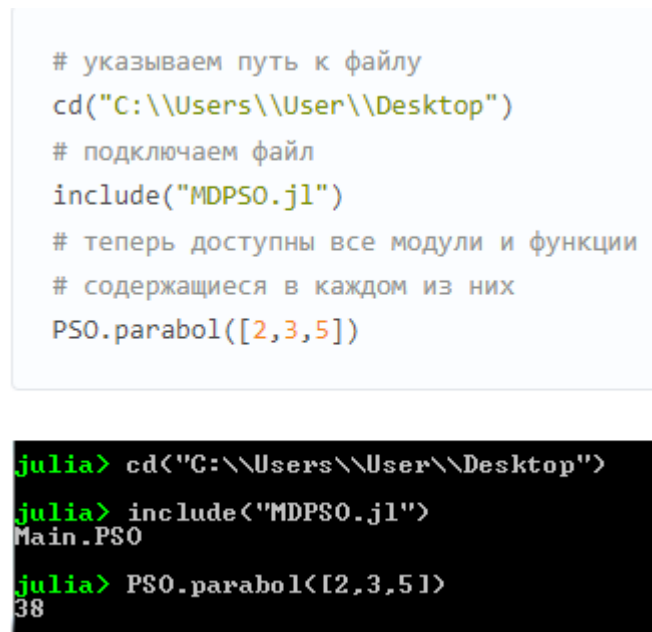 # указываем путь к файлу
cd("C:\\Users\\User\\Desktop")
# подключаем файл
include("MDPSO.jl")
# теперь доступны все модули и функции
# содержащиеся в каждом из них
PSO.parabol([2,3,5])
julia> cd("C:\\Users\\User\\Desktop")
julia> include("MDPSO.jl")
Main.PSO
julia> PSO.parabol([2,3,5])
38